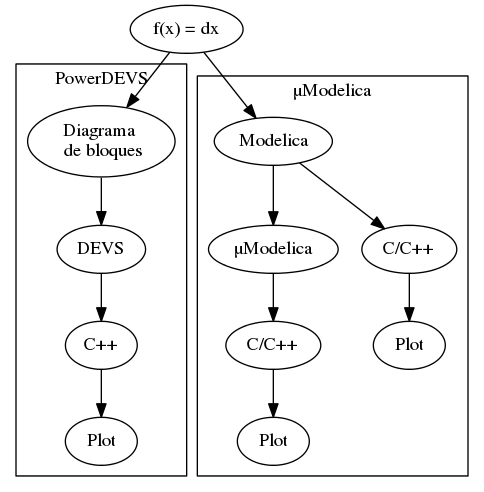 f(x) = dx
PowerDEVS
Diagrama
de bloques
DEVS
C++
Plot
μModelica
Modelica
μModelica
C/C++
C/C++
Plot
Plot